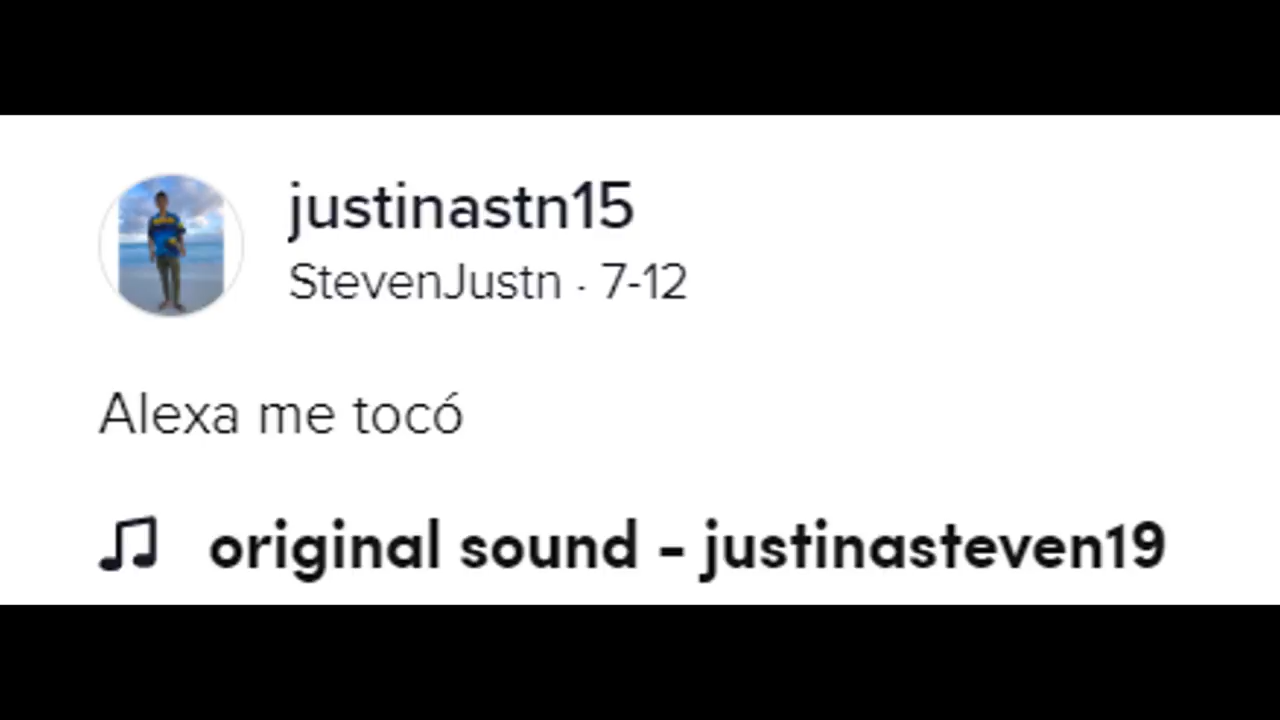 justinastn15
StevenJustn · 7-12
Alexa me tocó
original sound - justinasteven19